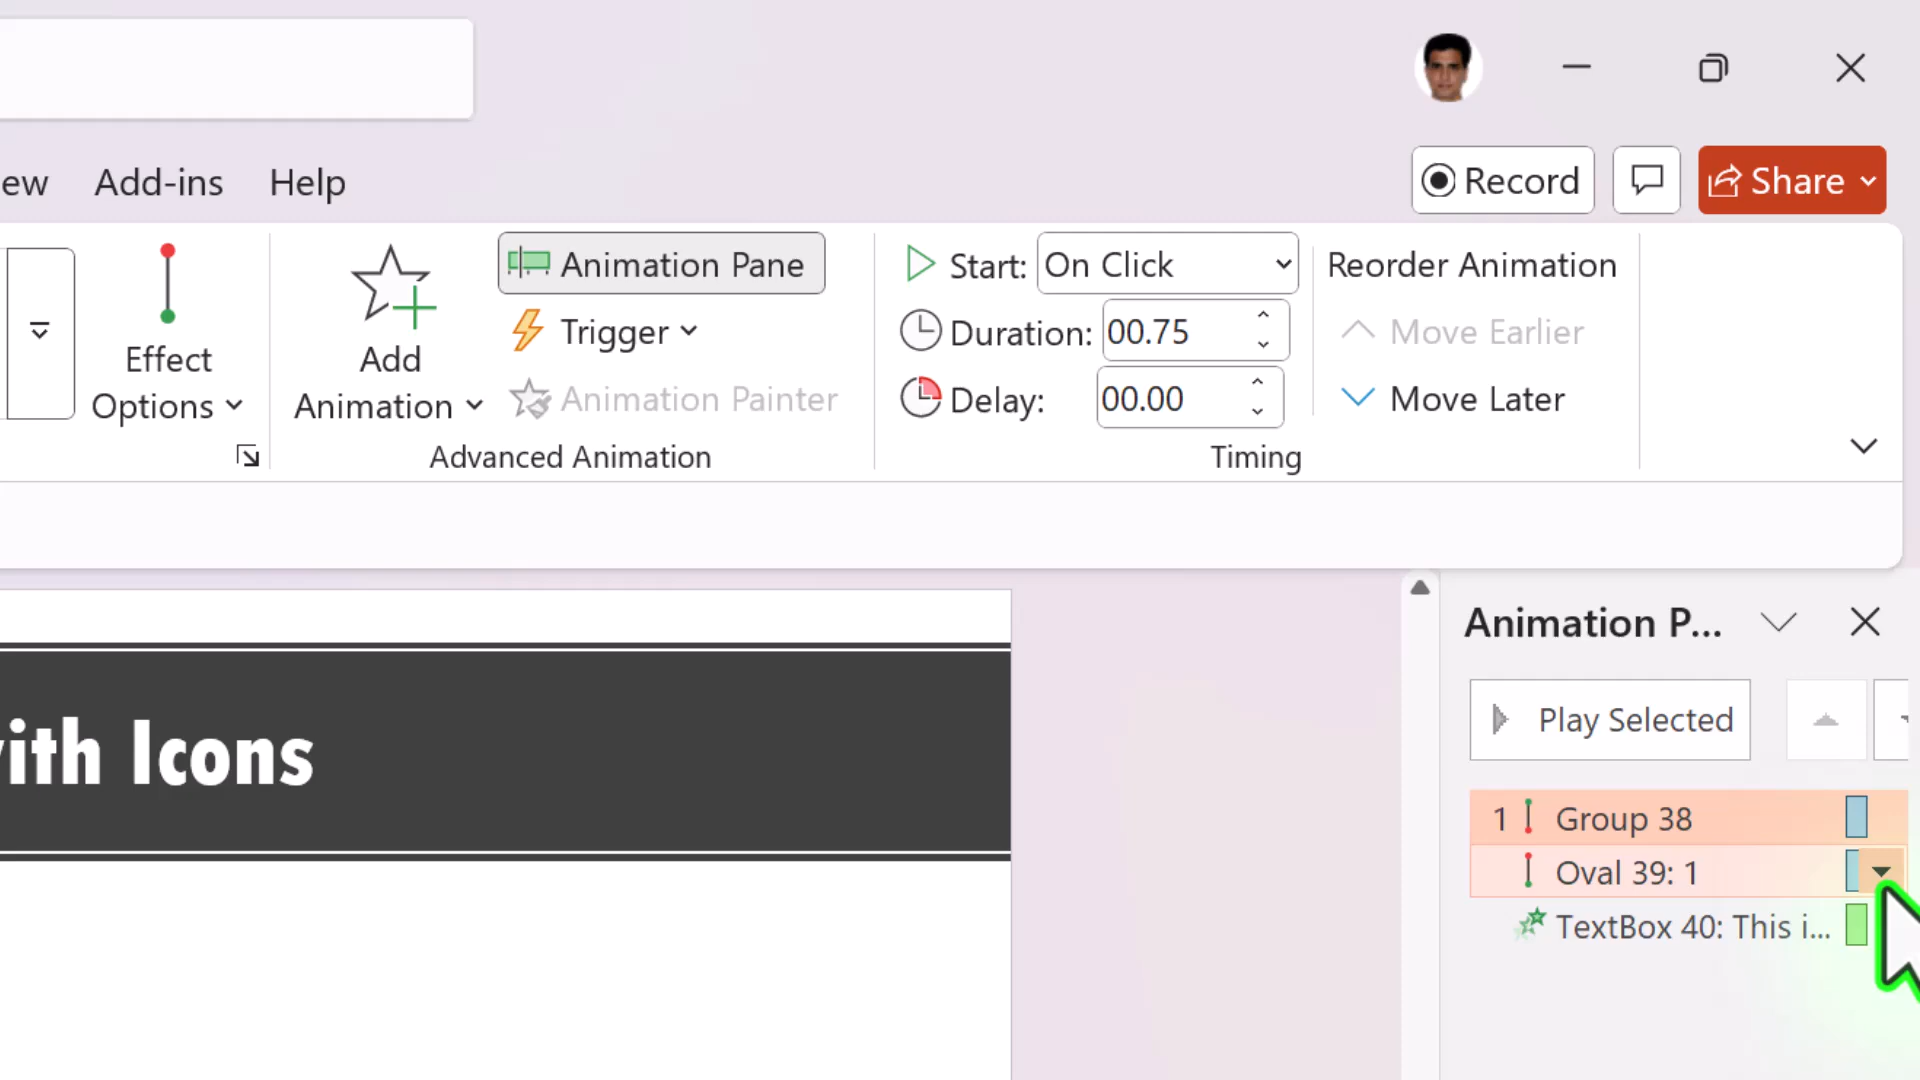 ew Add-ins Help
Record Share
Effect Options
Add Animation
Animation Pane
Trigger
Animation Painter
Advanced Animation
Start: On Click
Duration: 00.75
Delay: 00.00
Timing
Reorder Animation
Move Earlier
Move Later
with Icons
Animation P...
Play Selected
1 Group 38
Oval 39: 1
TextBox 40: This i...